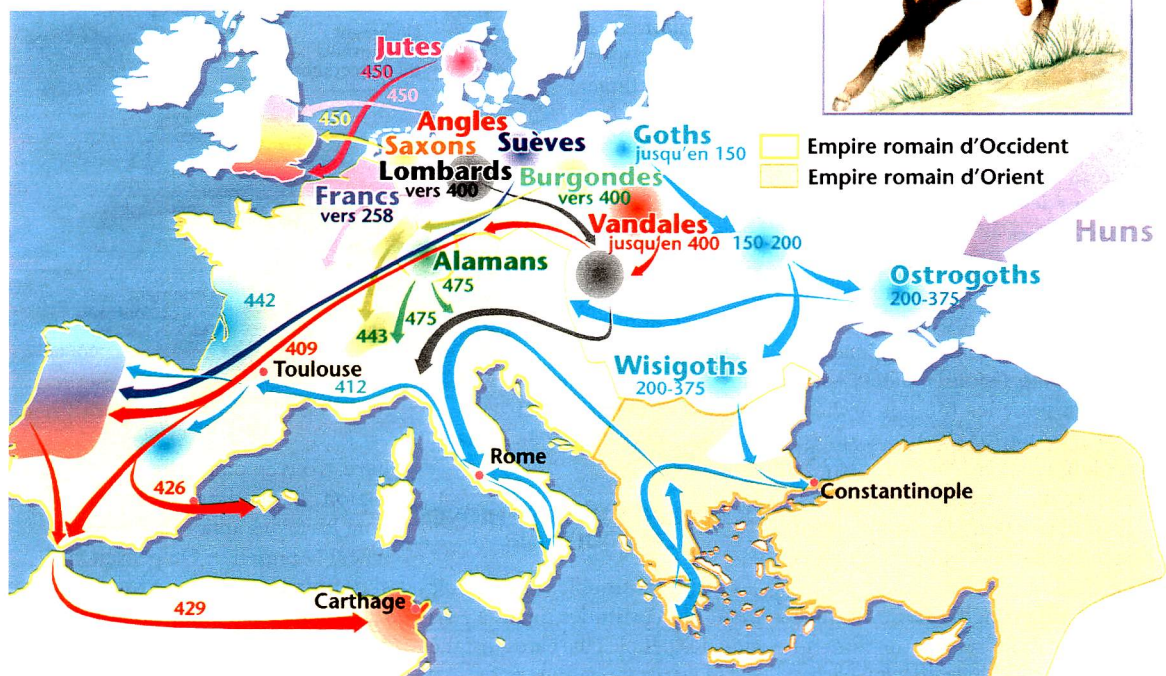 Jutes
450
450
450
Angles
Saxons
Suèves
Goths
jusqu'en 150
Lombards
vers 400
Burgondes
vers 400
Francs
vers 258
Vandales
jusqu'en 400
150-200
Empire romain d'Occident
Empire romain d'Orient
Huns
Alamans
475
475
443
Ostrogoths
200-375
442
409
Toulouse
412
Wisigoths
200-375
Rome
426
Constantinople
429
Carthage